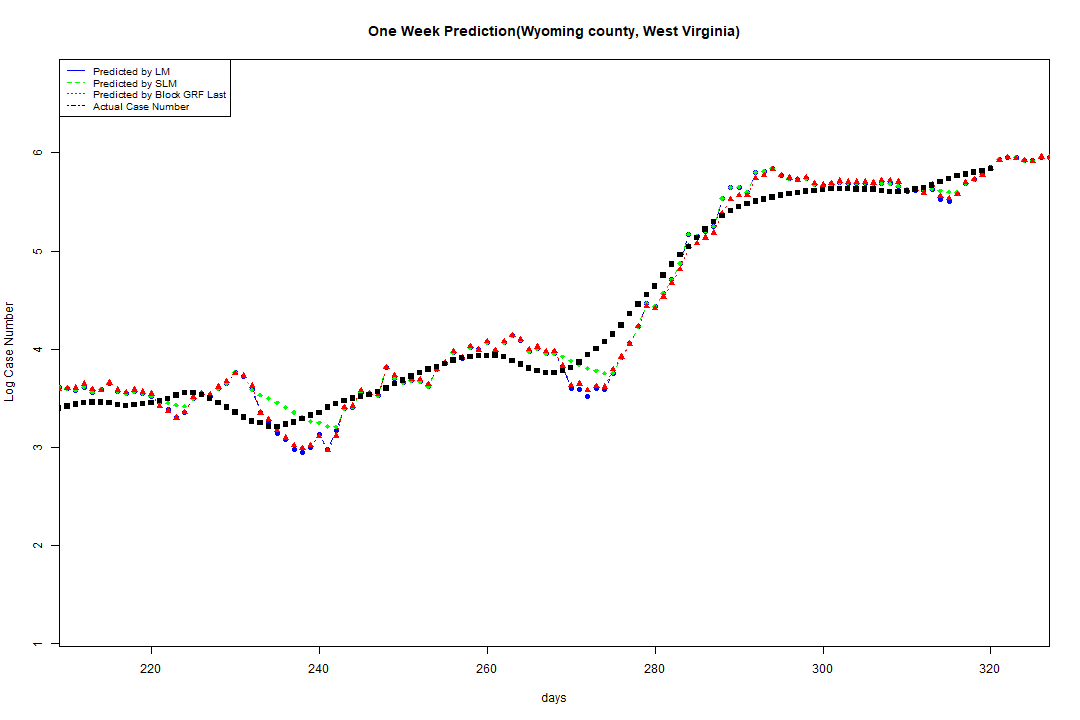 One Week Prediction(Wyoming county, West Virginia)
Predicted by LM
Predicted by SLM
Predicted by Block GRF Last
Actual Case Number
6
5
4
3
2
1
Log Case Number
220 240 260 280 300 320
days